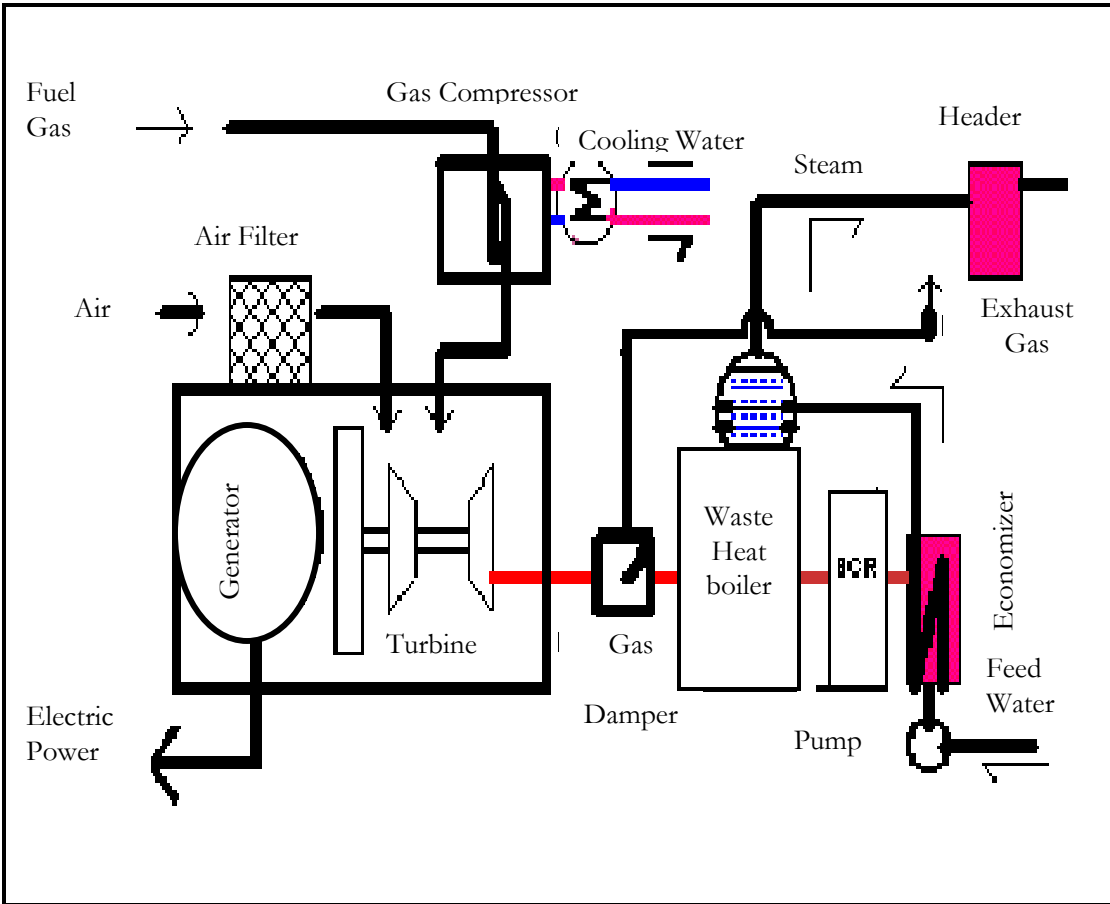 Fuel
Gas
Gas Compressor
Cooling Water
Header
Steam
Air Filter
Air
Exhaust
Gas
Generator
Waste
Heat
boiler
Economizer
Turbine
Gas
Damper
Feed
Water
Pump
Electric
Power